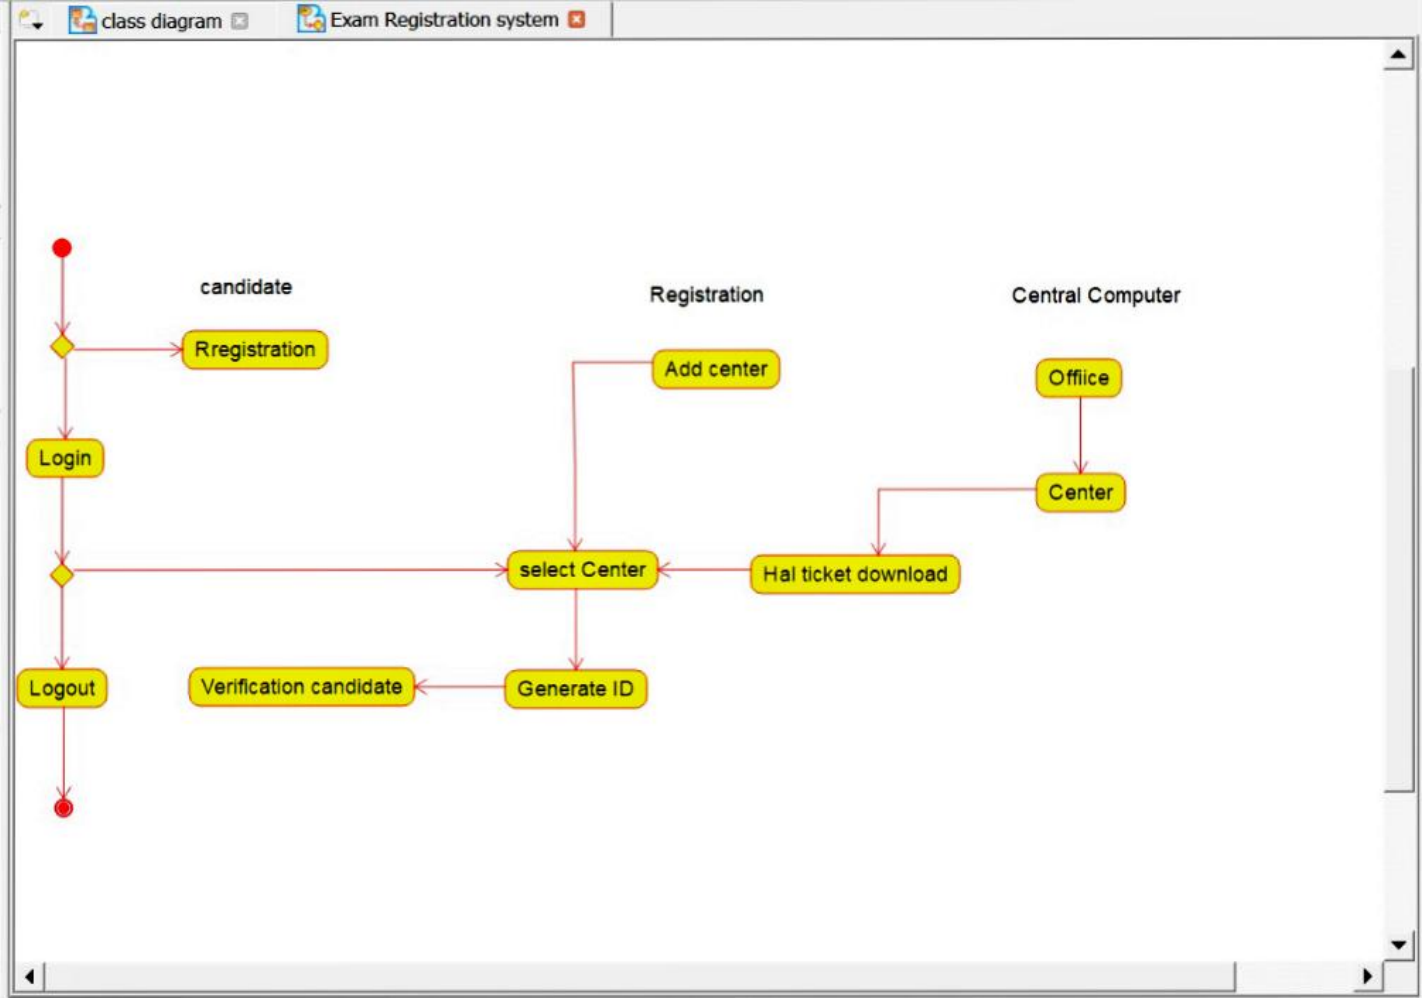 class diagram
Exam Registration system
candidate
Registration
Central Computer
Rregistration
Add center
Offiice
Login
Center
select Center
Hal ticket download
Logout
Verification candidate
Generate ID